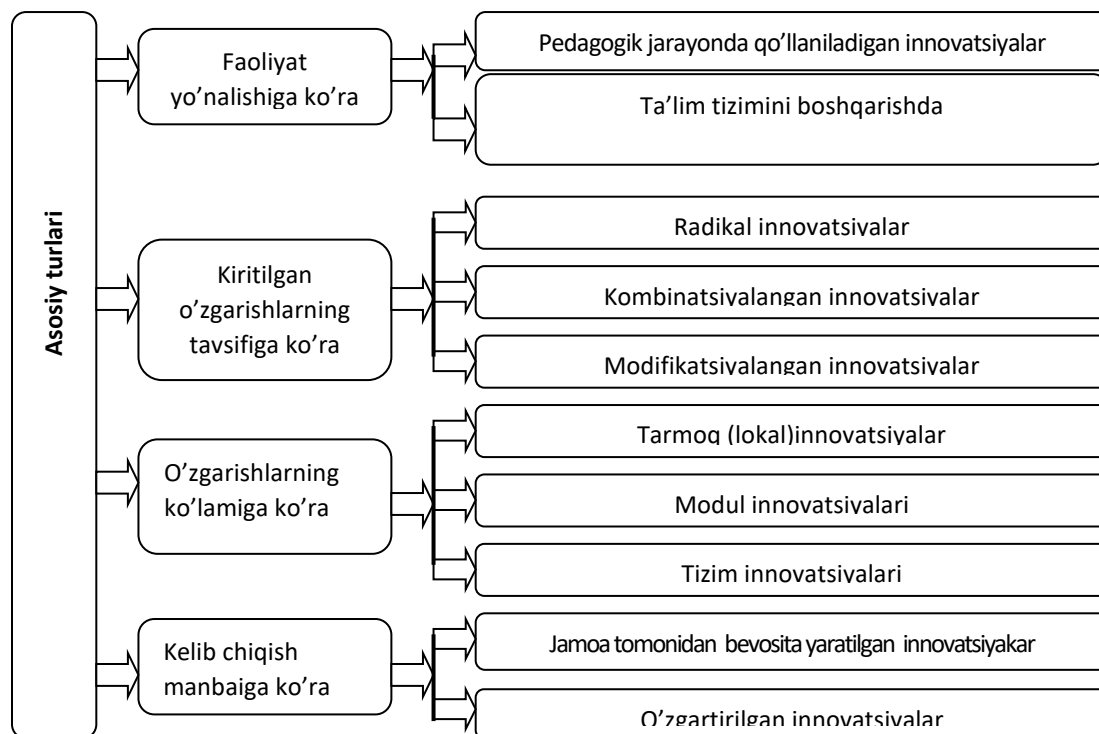 Asosiy turlari
Faoliyat
yo’nalishiga ko’ra
Pedagogik jarayonda qo’llaniladigan innovatsiyalar
Ta’lim tizimini boshqarishda
Kiritilgan
o’zgarishlarning
tavsifiga ko’ra
Radikal innovatsiyalar
Kombinatsiyalangan innovatsiyalar
Modifikatsiyalangan innovatsiyalar
O’zgarishlarning
ko’lamiga ko’ra
Tarmoq (lokal)innovatsiyalar
Modul innovatsiyalari
Tizim innovatsiyalari
Kelib chiqish
manbaiga ko’ra
Jamoa tomonidan bevosita yaratilgan innovatsiyakar
O’zgartirilgan innovatsiyalar